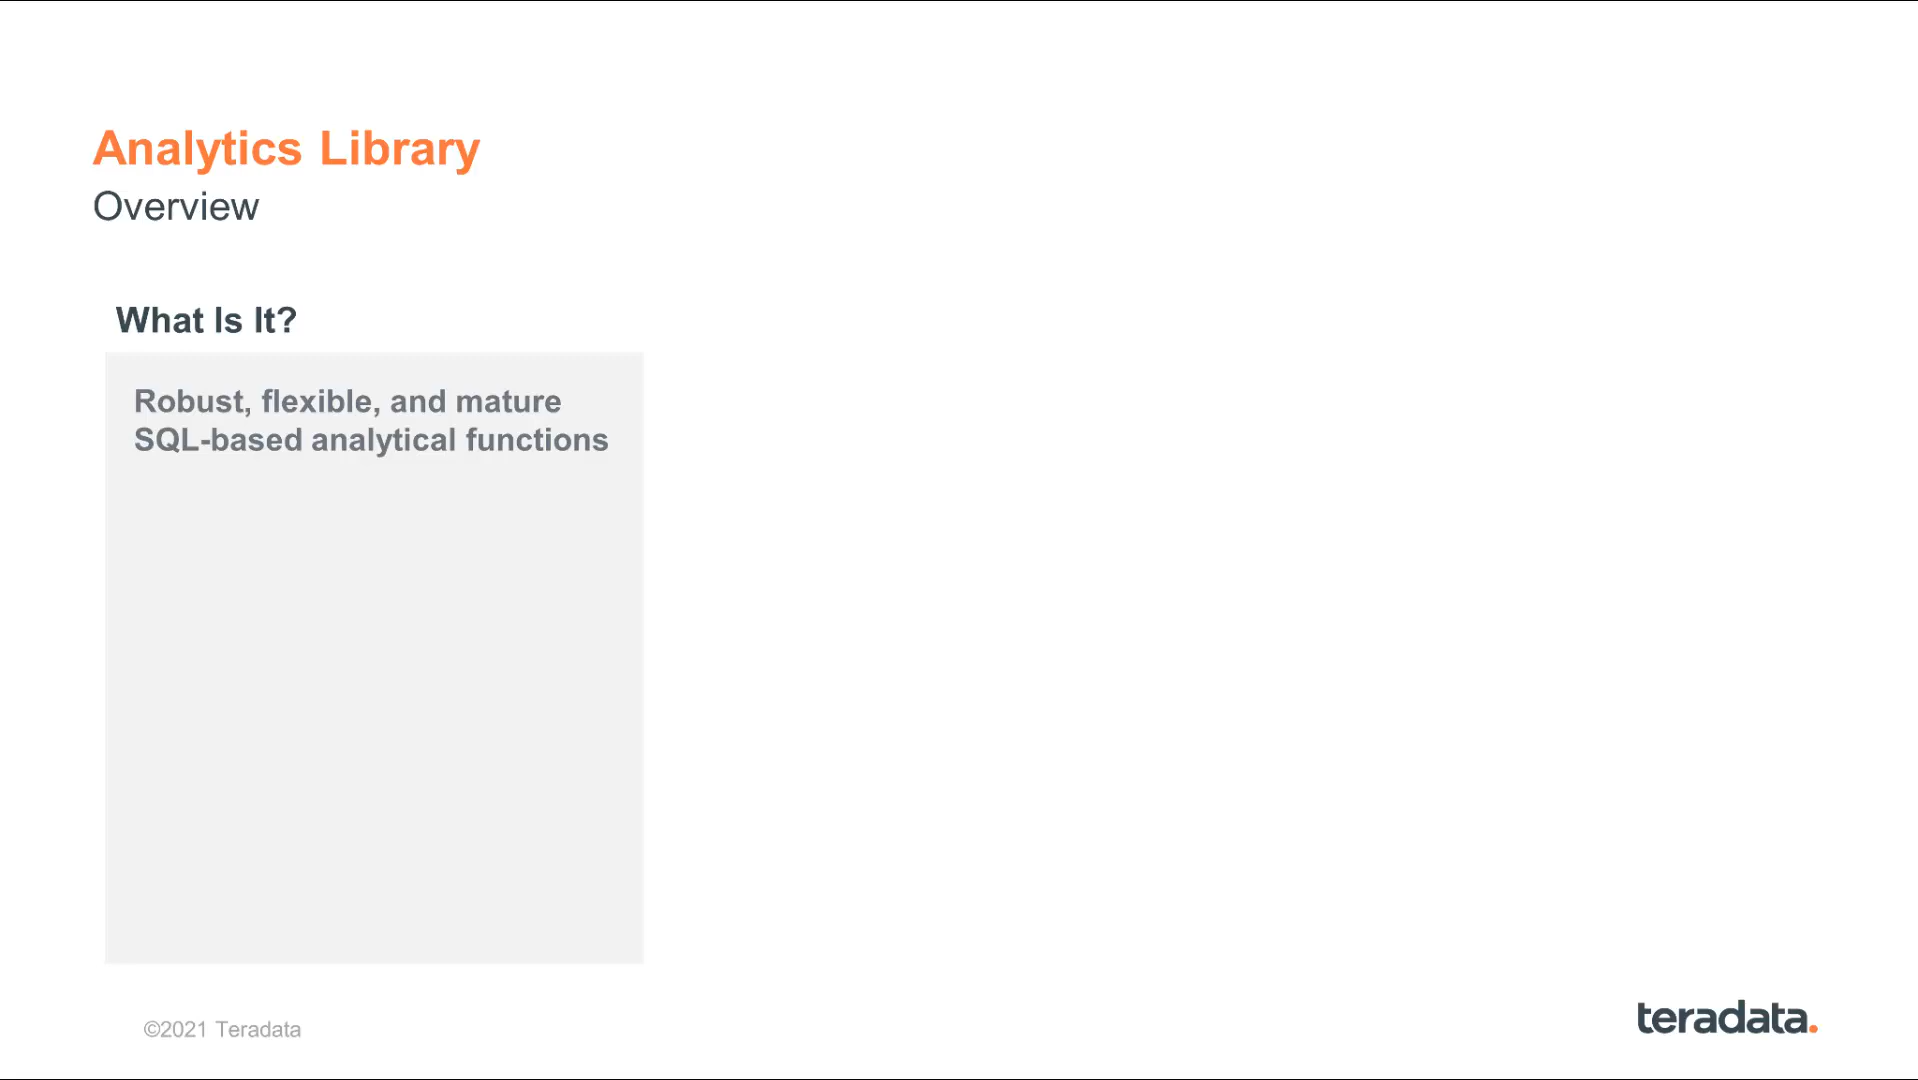 Analytics Library
Overview
What Is It?
Robust, flexible, and mature
SQL-based analytical functions
©2021 Teradata
teradata.